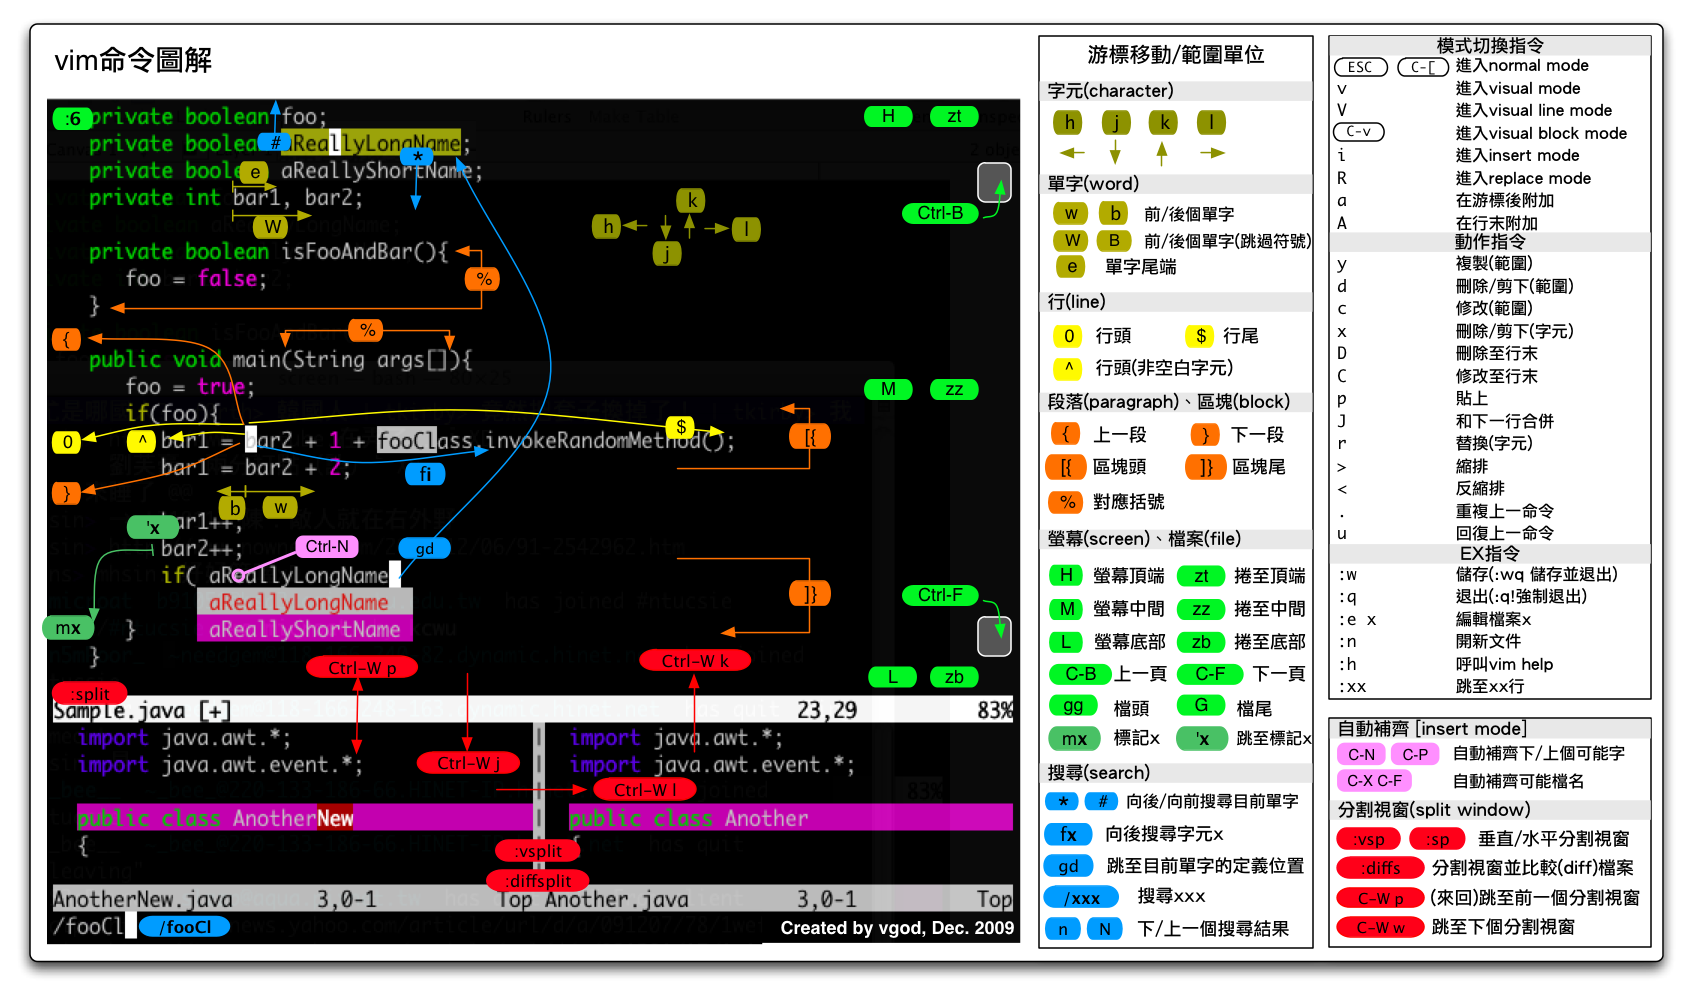 vim命令圖解
:6 private boolean foo;
private boolea # aReallyLongName;
private boole e aReallyShortName; *
private int bar1, bar2;
W
H zt
Ctrl-B
k
h l
j
private boolean isFooAndBar(){
foo = false; %
}
{ %
public void main(String args[]){
foo = true;
M zz
if(foo){
0 ^ bar1 = bar2 + 1 + fooClass.invokeRandomMethod(); $ [{
bar1 = bar2 + 2; fi
}
b w
'x bar1++;
bar2++; Ctrl-N gd
if( aReallyLongName
aReallyLongName
aReallyShortName
]}
Ctrl-F
mx }
}
Ctrl-W p Ctrl-W k
L zb
:split
Sample.java [+] 23,29 83%
import java.awt.*; import java.awt.*;
import java.awt.event.*; import java.awt.event.*;
Ctrl-W j
Ctrl-W l
public class AnotherNew public class Another
{ {
:vsplit
:diffsplit
AnotherNew.java 3,0-1 Top Another.java 3,0-1 Top
/fooCl /fooCl
Created by vgod, Dec. 2009
游標移動/範圍單位
字元(character)
h j k l
單字(word)
w b 前/後個單字
W B 前/後個單字(跳過符號)
e 單字尾端
行(line)
0 行頭 $ 行尾
^ 行頭(非空白字元)
段落(paragraph)、區塊(block)
{ 上一段 } 下一段
[{ 區塊頭 ]} 區塊尾
% 對應括號
螢幕(screen)、檔案(file)
H 螢幕頂端 zt 捲至頂端
M 螢幕中間 zz 捲至中間
L 螢幕底部 zb 捲至底部
C-B 上一頁 C-F 下一頁
gg 檔頭 G 檔尾
mx 標記x 'x 跳至標記x
搜尋(search)
* # 向後/向前搜尋目前單字
fx 向後搜尋字元x
gd 跳至目前單字的定義位置
/xxx 搜尋xxx
n N 下/上一個搜尋結果
模式切換指令
ESC C-[ 進入normal mode
v 進入visual mode
V 進入visual line mode
C-v 進入visual block mode
i 進入insert mode
R 進入replace mode
a 在游標後附加
A 在行末附加
動作指令
y 複製(範圍)
d 刪除/剪下(範圍)
c 修改(範圍)
x 刪除/剪下(字元)
D 刪除至行末
C 修改至行末
p 貼上
J 和下一行合併
r 替換(字元)
> 縮排
< 反縮排
. 重複上一命令
u 回復上一命令
EX指令
:w 儲存(:wq 儲存並退出)
:q 退出(:q!強制退出)
:e x 編輯檔案x
:n 開新文件
:h 呼叫vim help
:xx 跳至xx行
自動補齊 [insert mode]
C-N C-P 自動補齊下/上個可能字
C-X C-F 自動補齊可能檔名
分割視窗(split window)
:vsp :sp 垂直/水平分割視窗
:diffs 分割視窗並比較(diff)檔案
C-W p (來回)跳至前一個分割視窗
C-W w 跳至下個分割視窗